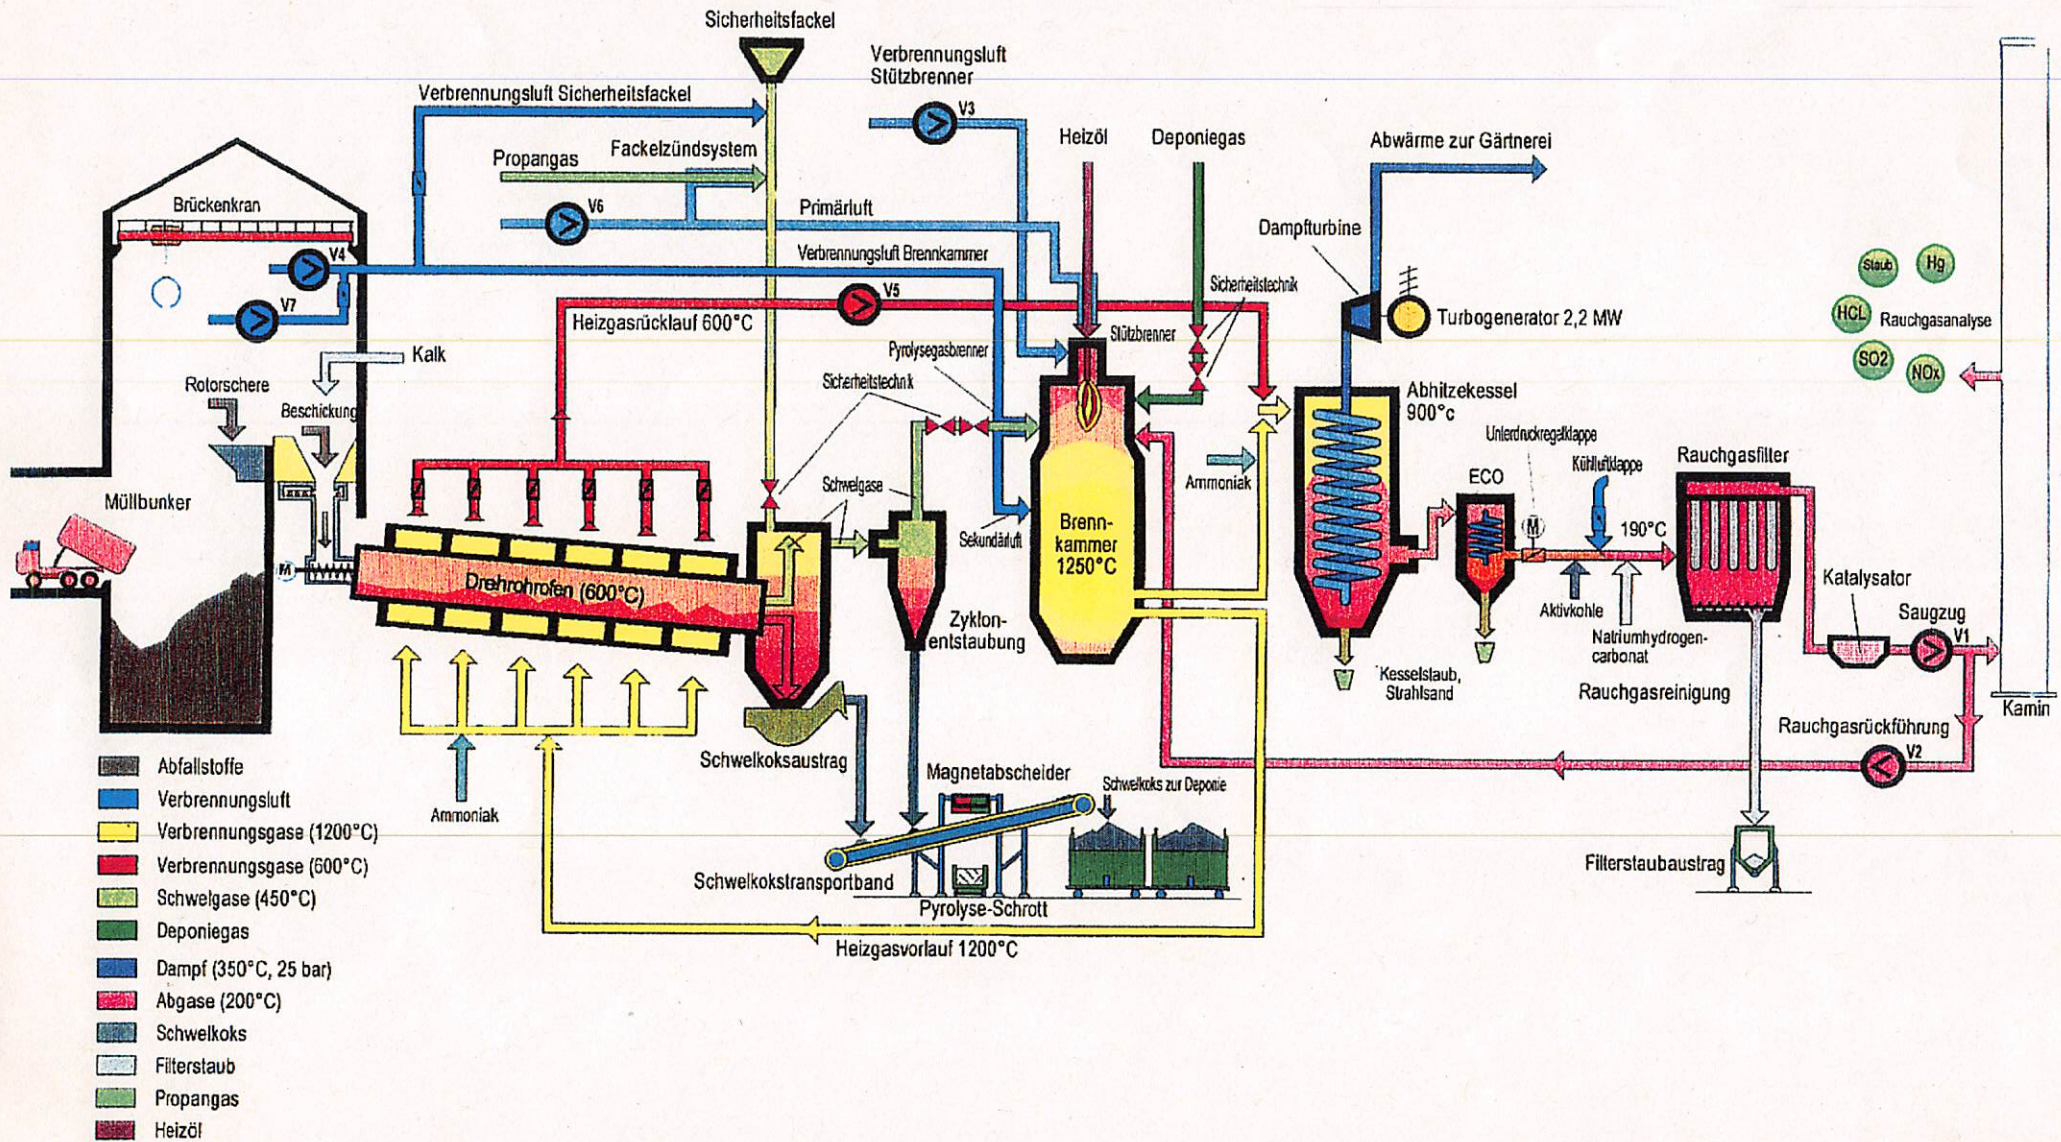 Sicherheitsfackel
Verbrennungsluft
Stützbrenner
V3
Verbrennungsluft Sicherheitsfackel
Propangas
Fackelzündsystem
V6
Primärluft
Heizöl
Deponiegas
Abwärme zur Gärtnerei
Dampfturbine
Brückenkran
V4
V7
Verbrennungsluft Brennkammer
V5
Heizgasrücklauf 600°C
Sicherheitstechnik
Turbogenerator 2,2 MW
Staub
Hg
HCL
Rauchgasanalyse
SO2
NOx
Kalk
Rotorschere
Beschickung
Pyrolysegasbrenner
Stützbrenner
Sicherheitstechnik
Abhitzekessel
900°c
Unterdruckregelklappe
Kühlluftklappe
Rauchgasfilter
ECO
Müllbunker
Schwelgase
Ammoniak
M
190°C
Sekundärluft
Brenn-
kammer
1250°C
M
Drehrohrofen (600°C)
Zyklon-
entstaubung
Aktivkohle
Natriumhydrogen-
carbonat
Katalysator
Saugzug
V1
Kesselstaub,
Strahlsand
Rauchgasreinigung
Kamin
Rauchgasrückführung
V2
Schwelkoksaustrag
Magnetabscheider
Schwelkoks zur Deponie
Ammoniak
Schwelkokstransportband
Pyrolyse-Schrott
Filterstaubaustrag
Heizgasvorlauf 1200°C
Abfallstoffe
Verbrennungsluft
Verbrennungsgase (1200°C)
Verbrennungsgase (600°C)
Schwelgase (450°C)
Deponiegas
Dampf (350°C, 25 bar)
Abgase (200°C)
Schwelkoks
Filterstaub
Propangas
Heizöl